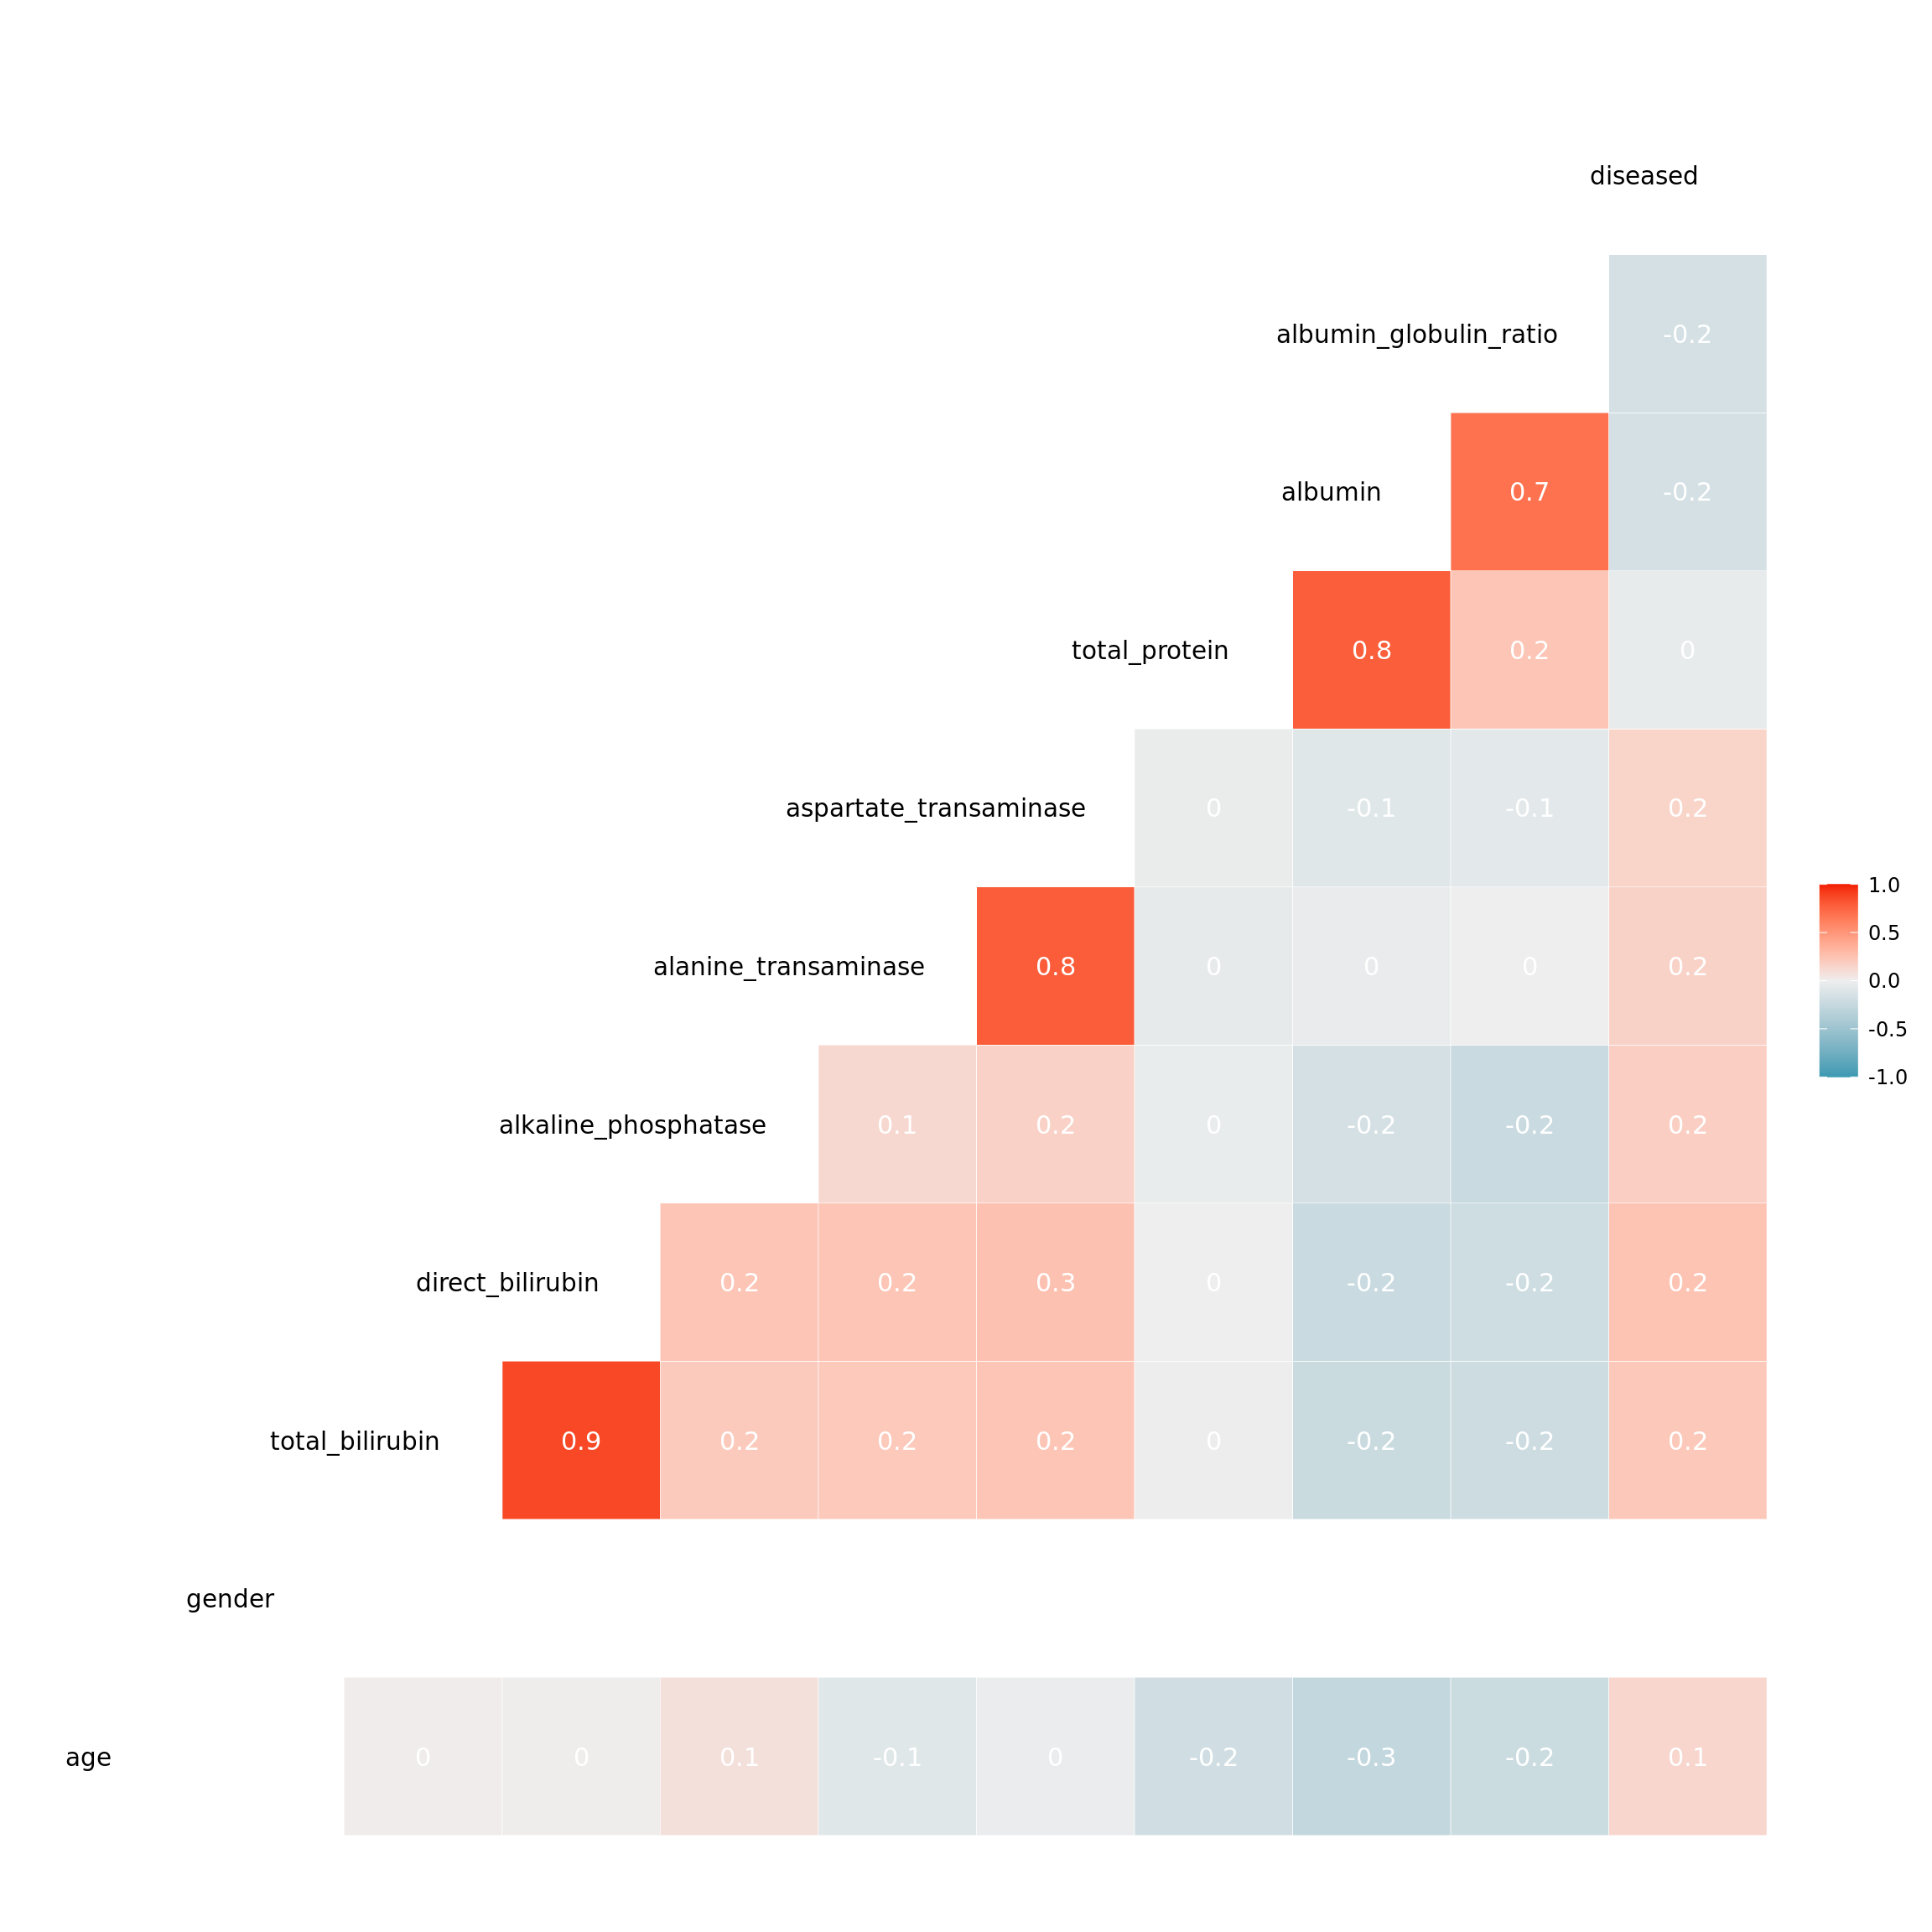 diseased
albumin_globulin_ratio -0.2
albumin 0.7 -0.2
total_protein 0.8 0.2 0
aspartate_transaminase 0 -0.1 -0.1 0.2
alanine_transaminase 0.8 0 0 0 0.2
alkaline_phosphatase 0.1 0.2 0 -0.2 -0.2 0.2
direct_bilirubin 0.2 0.2 0.3 0 -0.2 -0.2 0.2
total_bilirubin 0.9 0.2 0.2 0.2 0 -0.2 -0.2 0.2
gender
age 0 0 0.1 -0.1 0 -0.2 -0.3 -0.2 0.1
1.0
0.5
0.0
-0.5
-1.0